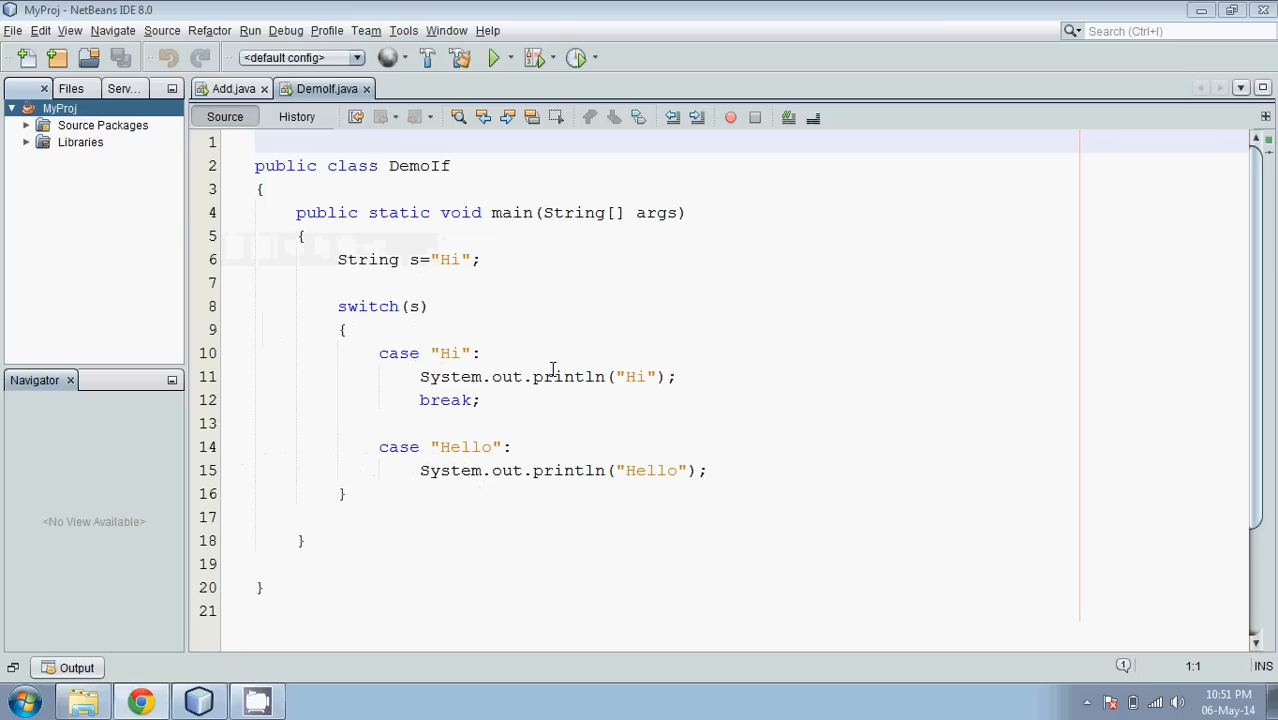 MyProj - NetBeans IDE 8.0
File Edit View Navigate Source Refactor Run Debug Profile Team Tools Window Help
Search (Ctrl+I)
<default config>
Files Serv... Add.java DemoIf.java
MyProj
Source History
Source Packages
Libraries
1
2 public class DemoIf
3 {
4 public static void main(String[] args)
5 {
6 String s="Hi";
7
8 switch(s)
9 {
10 case "Hi":
11 System.out.println("Hi");
12 break;
13
14 case "Hello":
15 System.out.println("Hello");
16 }
17
18 }
19
20 }
21
Navigator
<No View Available>
Output
1 1:1 INS
10:51 PM
06-May-14